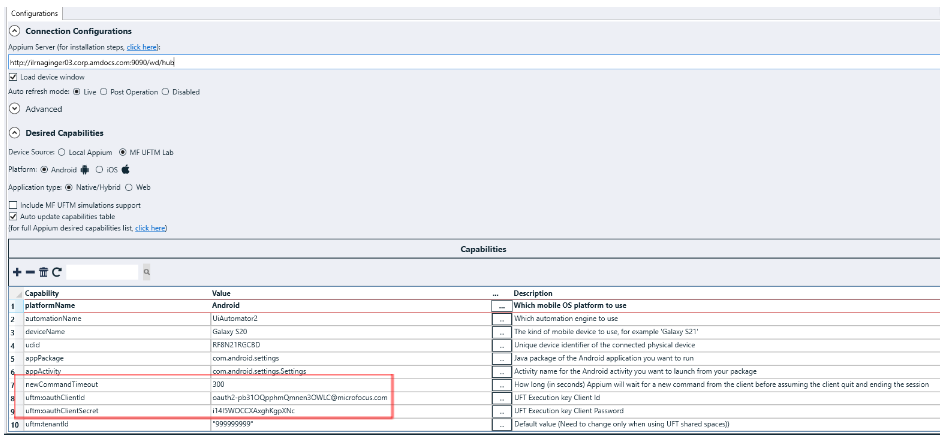 Configurations
Connection Configurations
Appium Server (for installation steps, click here):
http://ilrnaginger03.corp.amdocs.com:9090/wd/hub
Load device window
Auto refresh mode: Live Post Operation Disabled
Advanced
Desired Capabilities
Device Source: Local Appium MF UFTM Lab
Platform: Android iOS
Application type: Native/Hybrid Web
Include MF UFTM simulations support
Auto update capabilities table
(for full Appium desired capabilities list, click here)
Capabilities
Capability Value ... Description
1 platformName Android ... Which mobile OS platform to use
2 automationName UiAutomator2 ... Which automation engine to use
3 deviceName Galaxy S20 ... The kind of mobile device to use, for example 'Galaxy S21'
4 udid RF8N21RGCBD ... Unique device identifier of the connected physical device
5 appPackage com.android.settings ... Java package of the Android application you want to run
6 appActivity com.android.settings.Settings ... Activity name for the Android activity you want to launch from your package
7 newCommandTimeout 300 ... How long (in seconds) Appium will wait for a new command from the client before assuming the client quit and ending the session
8 uftm:oauthClientId oauth2-pb31OQpphmQmnen3OWLC@microfocus.com ... UFT Execution key Client Id
9 uftm:oauthClientSecret i14I5WOCCXAxghKgpXNc ... UFT Execution key Client Password
10 uftm:tenantId "999999999" ... Default value (Need to change only when using UFT shared spaces))